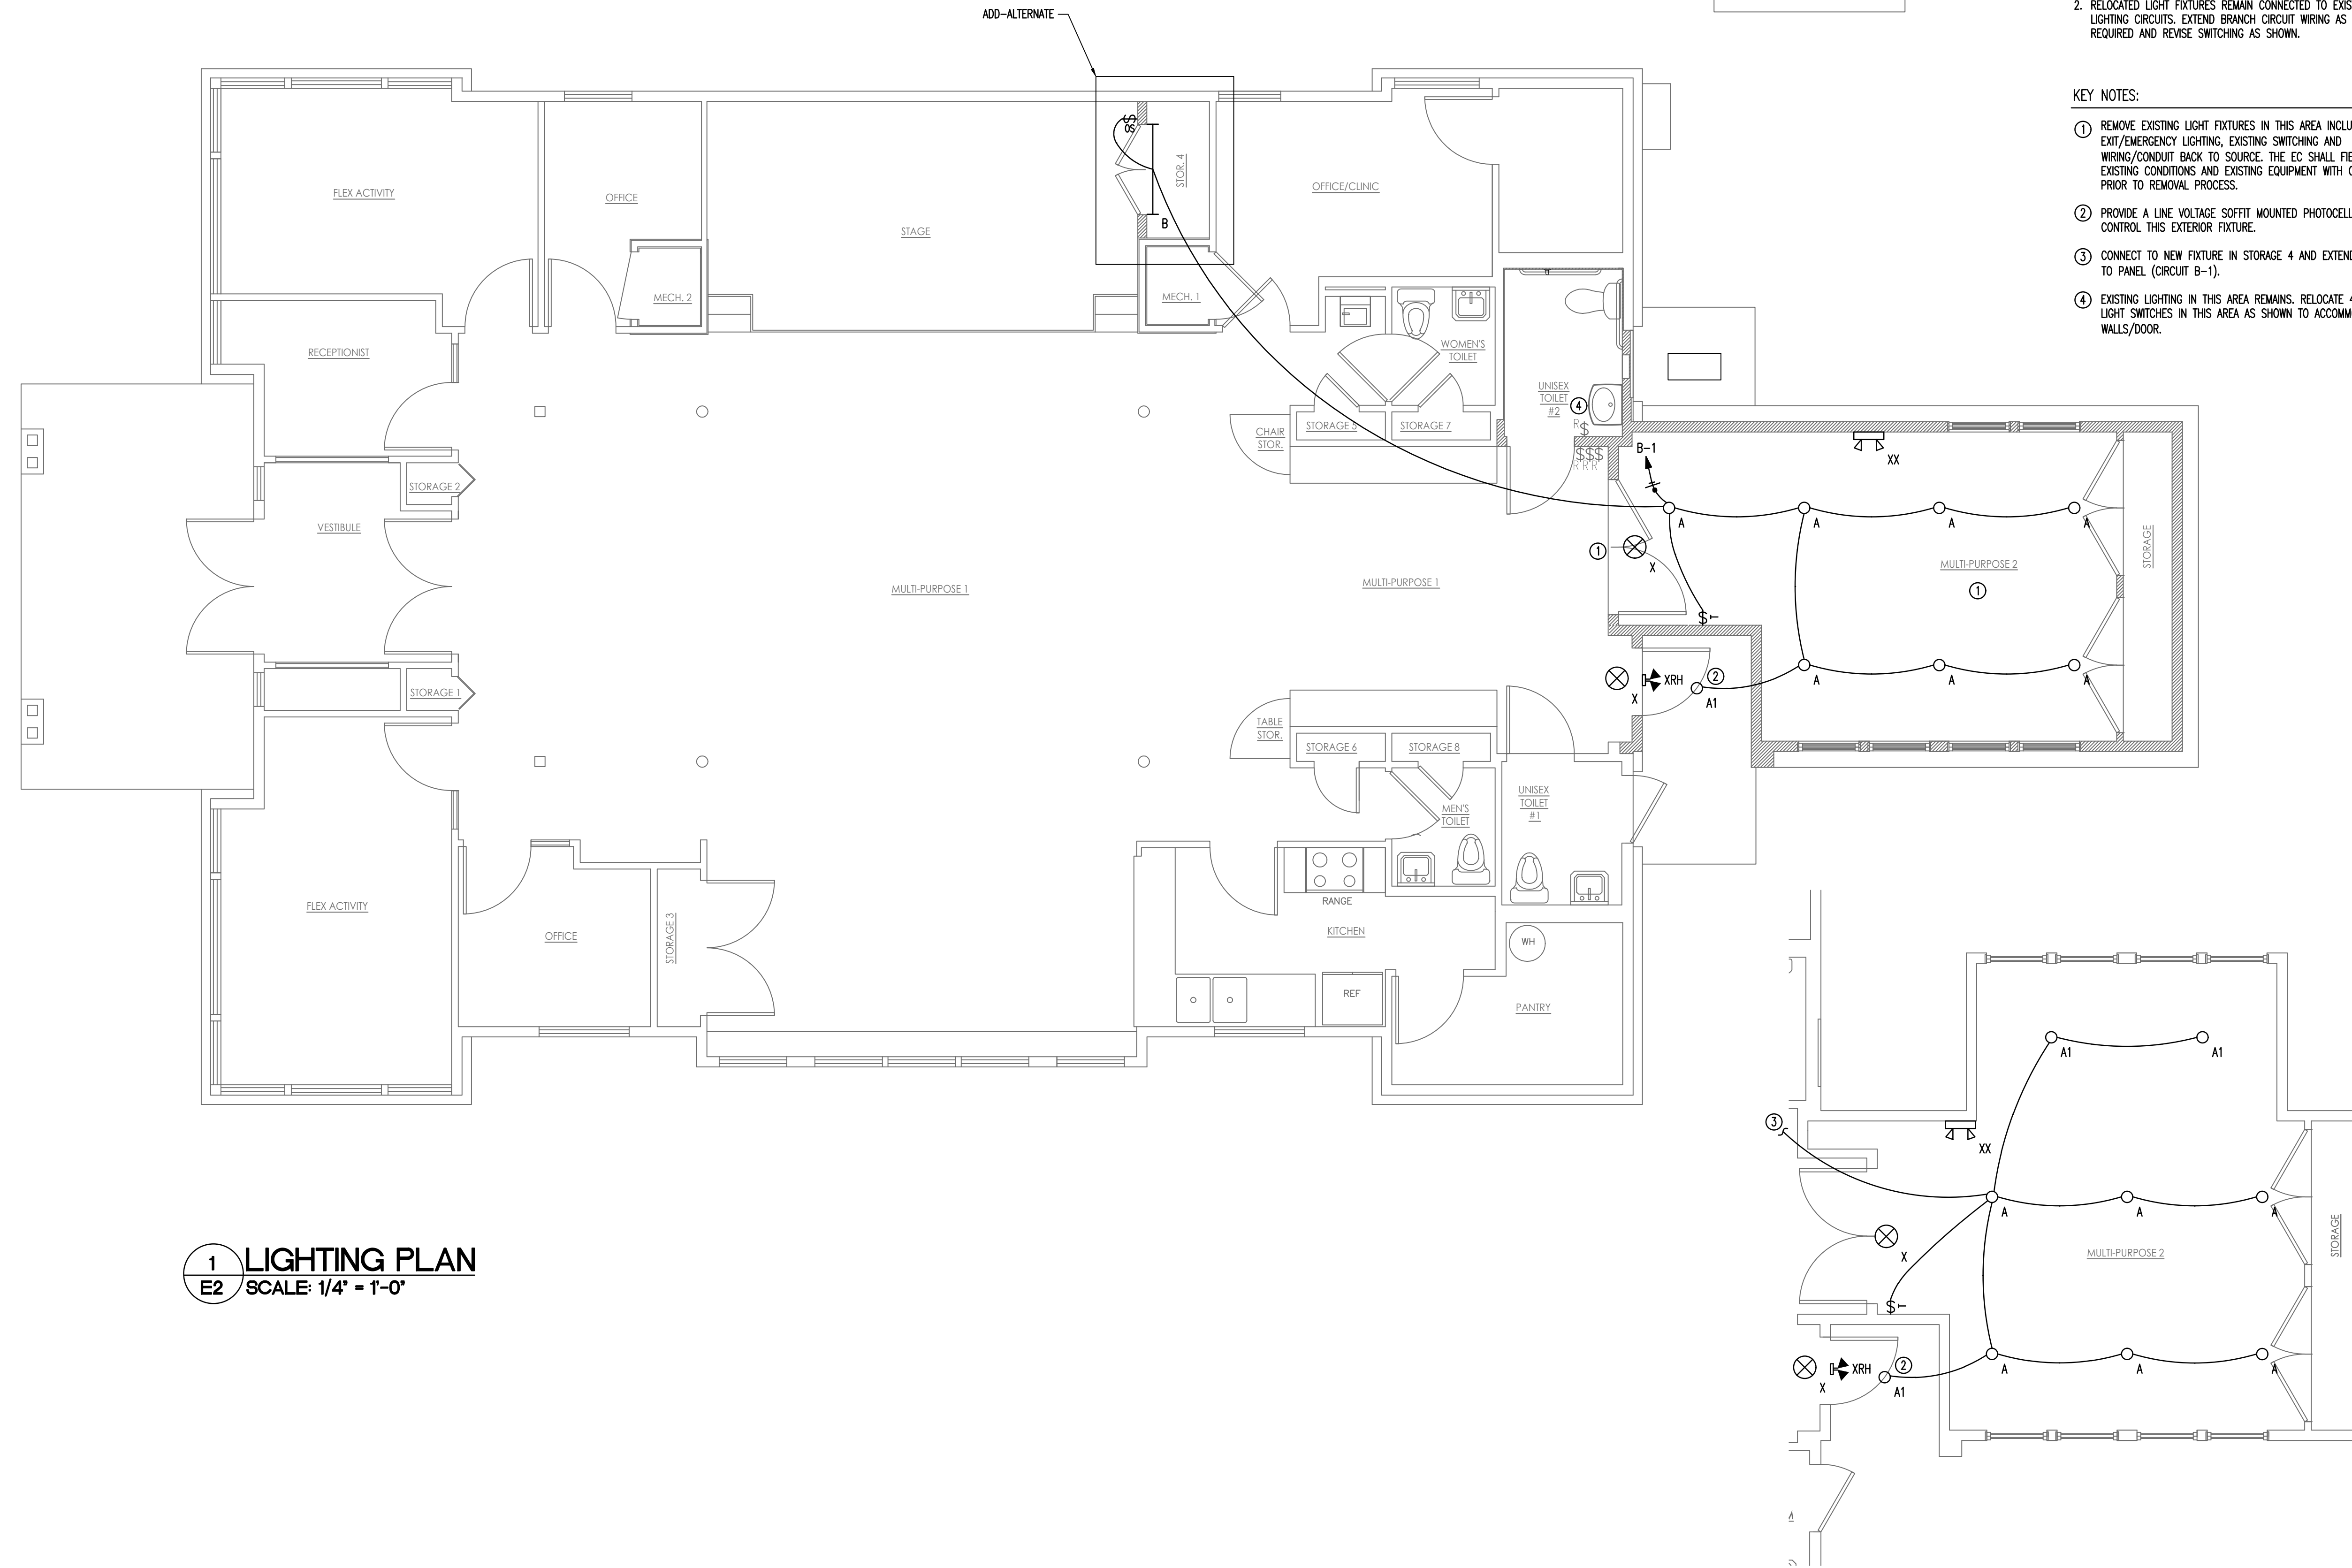 ADD-ALTERNATE
2. RELOCATED LIGHT FIXTURES REMAIN CONNECTED TO
LIGHTING CIRCUITS. EXTEND BRANCH CIRCUIT WIRING AS
REQUIRED AND REVISE SWITCHING AS SHOWN.
KEY NOTES:
1 REMOVE EXISTING LIGHT FIXTURES IN THIS AREA
EXIT/EMERGENCY LIGHTING, EXISTING SWITCHING AND
WIRING/CONDUIT BACK TO SOURCE. THE EC SHALL
EXISTING CONDITIONS AND EXISTING EQUIPMENT WITH
PRIOR TO REMOVAL PROCESS.
2 PROVIDE A LINE VOLTAGE SOFFIT MOUNTED PHOTOCELL
CONTROL THIS EXTERIOR FIXTURE.
3 CONNECT TO NEW FIXTURE IN STORAGE 4 AND EXTEND
TO PANEL (CIRCUIT B-1).
4 EXISTING LIGHTING IN THIS AREA REMAINS. RELOCATE 4
LIGHT SWITCHES IN THIS AREA AS SHOWN TO
WALLS/DOOR.
FLEX ACTIVITY
OFFICE
STAGE
$
OS
B
STOR. 4
OFFICE/CLINIC
MECH. 2
MECH. 1
RECEPTIONIST
WOMEN'S
TOILET
UNISEX
TOILET
#2
4
R
$
CHAIR
STOR.
STORAGE 5
STORAGE 7
$$$
R R R
B-1
XX
STORAGE 2
VESTIBULE
A
A
A
A
1
X
MULTI-PURPOSE 1
MULTI-PURPOSE 1
MULTI-PURPOSE 2
1
STORAGE
$T
STORAGE 1
X
XRH
2
A1
A
A
A
TABLE
STOR.
STORAGE 6
STORAGE 8
MEN'S
TOILET
UNISEX
TOILET
#1
FLEX ACTIVITY
OFFICE
STORAGE 3
RANGE
KITCHEN
WH
REF
PANTRY
A1
A1
3
XX
A
A
A
X
MULTI-PURPOSE 2
STORAGE
$T
X
XRH
2
A1
A
A
A
1
E2
LIGHTING PLAN
SCALE: 1/4" = 1'-0"